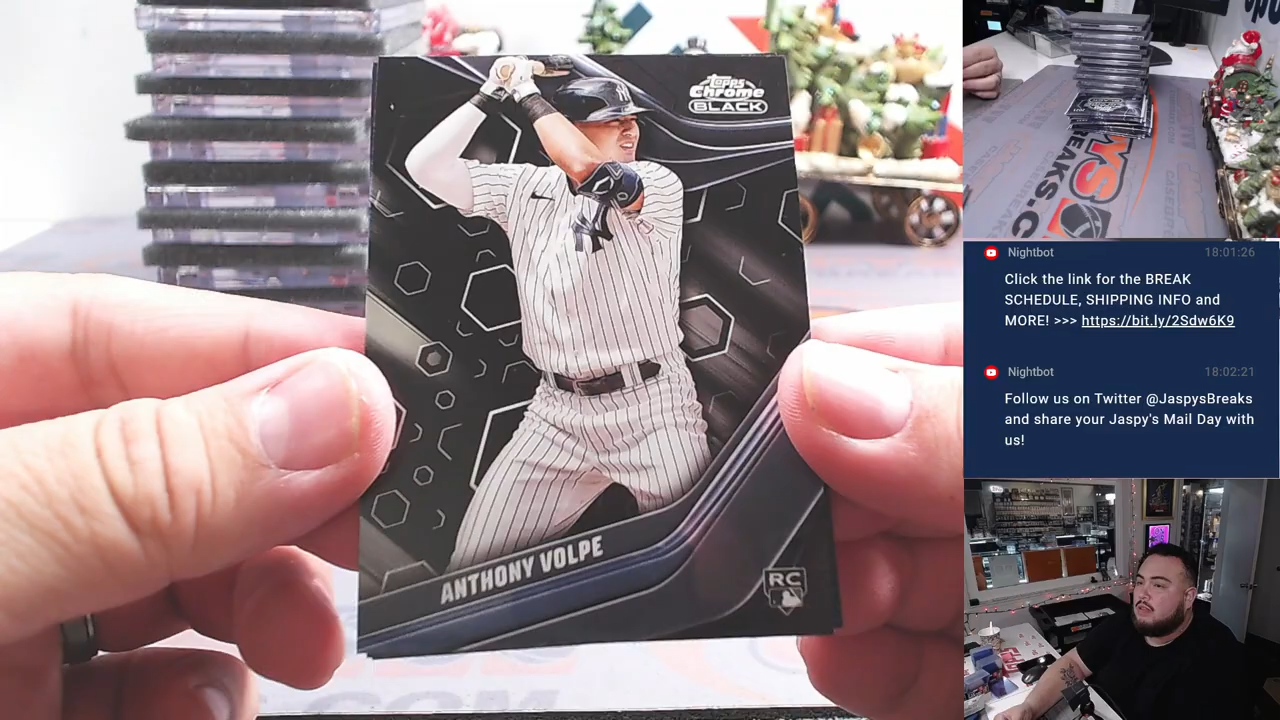 Topps
Chrome
BLACK
NY
NY
ANTHONY VOLPE
RC
Nightbot
18:01:26
Click the link for the BREAK
SCHEDULE, SHIPPING INFO and
MORE! >>> https://bit.ly/2Sdw6K9
Nightbot
18:02:21
Follow us on Twitter @JaspysBreaks
and share your Jaspy's Mail Day with
us!